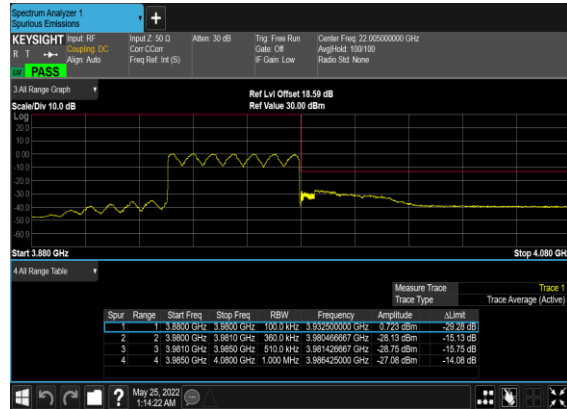 Spectrum Analyzer 1
Spurious Emissions
+
KEYSIGHT Input: RF Input Z: 50 Ω Atten: 30 dB Trig: Free Run Center Freq: 22.005000000 GHz
R T Coupling: DC Corr CCorr Gate: Off Avg|Hold: 100/100
Align: Auto Freq Ref: Int (S) IF Gain: Low Radio Std: None
PASS
3 All Range Graph
Ref Lvl Offset 18.59 dB
Scale/Div 10.0 dB Ref Value 30.00 dBm
Log
20.0
10.0
0.00
-10.0
-20.0
-30.0
-40.0
-50.0
-60.0
Start 3.880 GHz Stop 4.080 GH
4 All Range Table
Measure Trace Trace 1
Trace Type Trace Average (Active)
Spur Range Start Freq Stop Freq RBW Frequency Amplitude ΔLimit
1 1 3.8800 GHz 3.9800 GHz 100.0 kHz 3.932500000 GHz 0.723 dBm -29.28 dB
2 2 3.9800 GHz 3.9810 GHz 360.0 kHz 3.980466667 GHz -28.13 dBm -15.13 dB
3 3 3.9810 GHz 3.9850 GHz 510.0 kHz 3.981426667 GHz -28.75 dBm -15.75 dB
4 4 3.9850 GHz 4.0800 GHz 1.000 MHz 3.986425000 GHz -27.08 dBm -14.08 dB
? May 25, 2022
1:14:22 AM